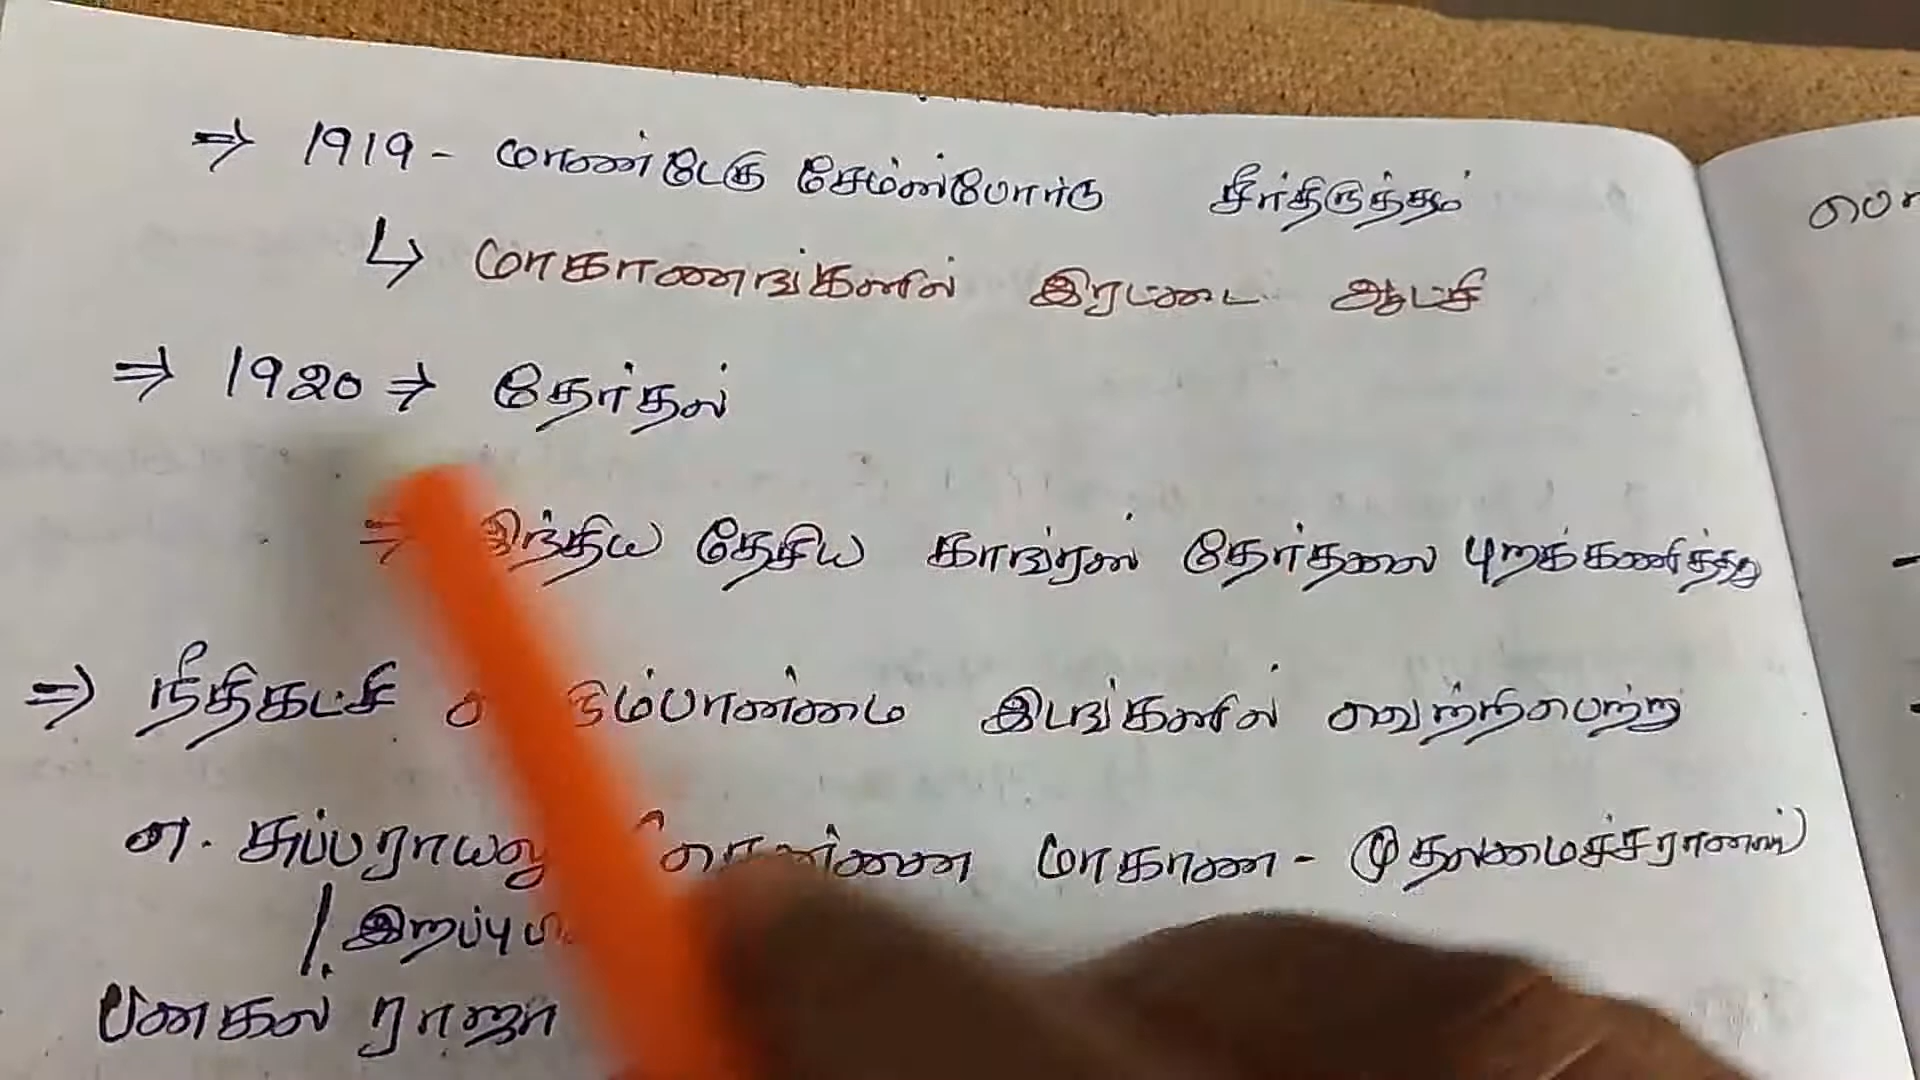 ⇒ 1919 - மாண்டேகு சேம்ஸ்போர்டு சீர்திருத்தம்
↳ மாகாணங்களில் இரட்டை ஆட்சி
⇒ 1920 ⇒ தேர்தல்
⇒ இந்திய தேசிய காங்ரஸ் தேர்தலை புறக்கணித்து
⇒ நீதிகட்சி இடங்களில் வெற்றிபெற்று
சுப்பராயலு மாகாண - முதலமைச்சரானார்
இறப்பு
பனகல் ராஜா